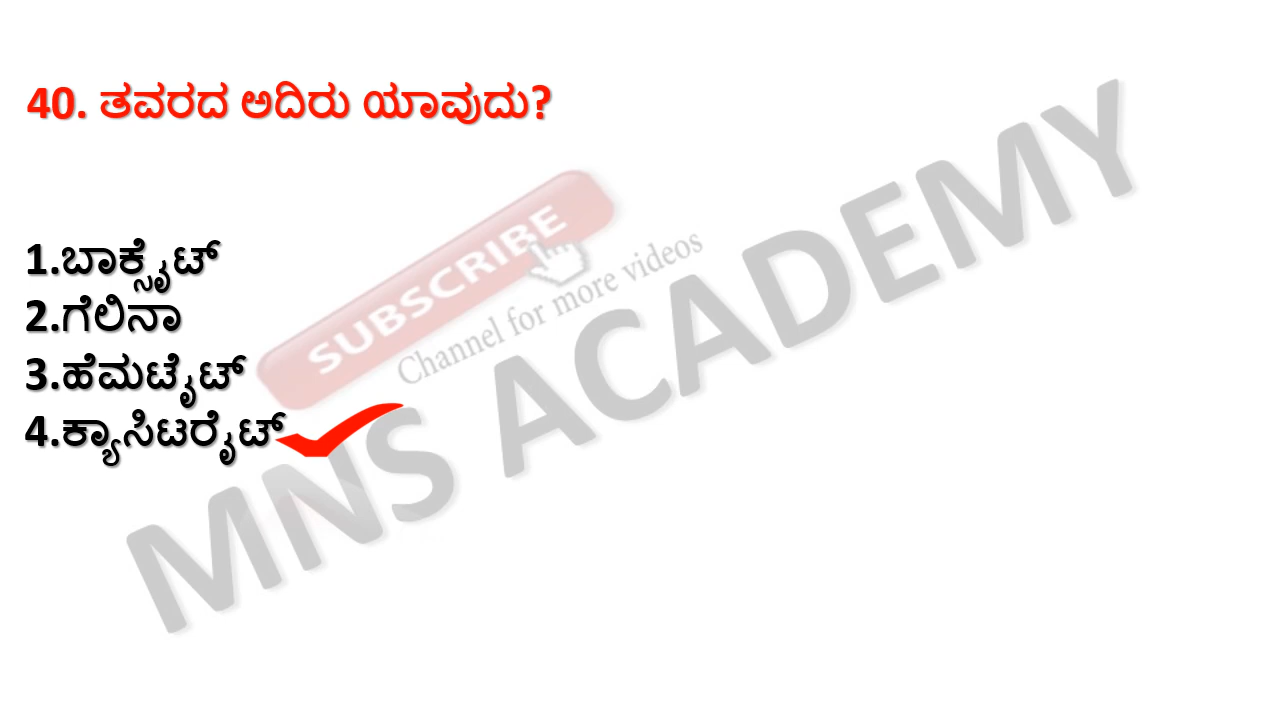 40. ತವರದ ಅದಿರು ಯಾವುದು?
1.ಬಾಕ್ಸೈಟ್
2.ಗೆಲಿನಾ
3.ಹೆಮಟೈಟ್
4.ಕ್ಯಾಸಿಟರೈಟ್
SUBSCRIBE
Channel for more videos
MNS ACADEMY